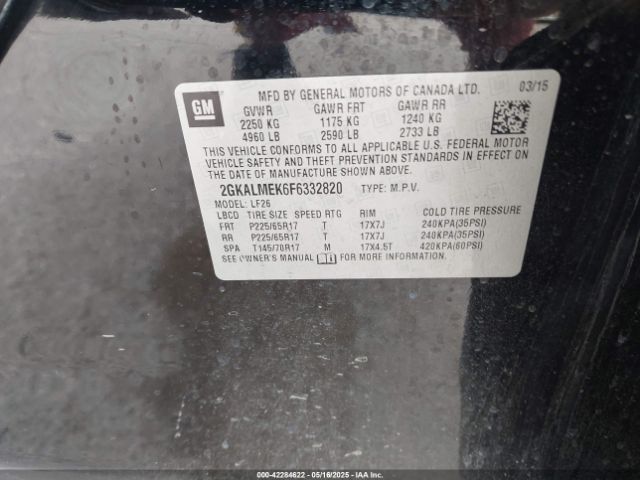 GM
MFD BY GENERAL MOTORS OF CANADA LTD. 03/15
GVWR GAWR FRT GAWR RR
2250 KG 1175 KG 1240 KG
4960 LB 2590 LB 2733 LB
THIS VEHICLE CONFORMS TO ALL APPLICABLE U.S. FEDERAL MOTOR
VEHICLE SAFETY AND THEFT PREVENTION STANDARDS IN EFFECT ON
THE DATE OF MANUFACTURE SHOWN ABOVE.
2GKALMEK6F6332820 TYPE: M.P.V.
MODEL: LF26
LBCD TIRE SIZE SPEED RTG RIM COLD TIRE PRESSURE
FRT P225/65R17 T 17X7J 240KPA(35PSI)
RR P225/65R17 T 17X7J 240KPA(35PSI)
SPA T145/70R17 M 17X4.5T 420KPA(60PSI)
SEE OWNER'S MANUAL FOR MORE INFORMATION.
000-42284622 - 05/16/2025 - IAA Inc.